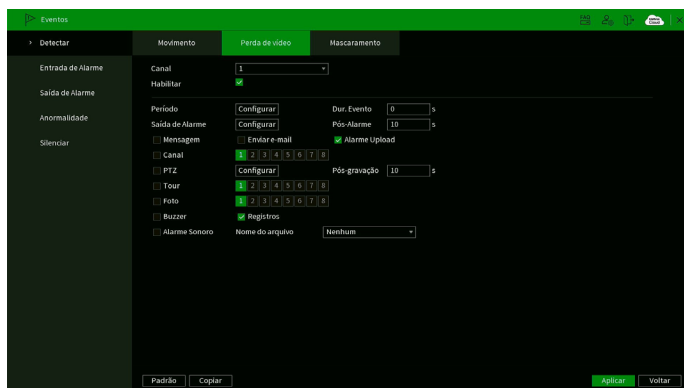 Eventos
> Detectar Movimento Perda de vídeo Mascaramento
Entrada de Alarme
Saída de Alarme
Anormalidade
Silenciar
Canal 1
Habilitar
Período Configurar Dur. Evento 0 s
Saída de Alarme Configurar Pós-Alarme 10 s
Mensagem Enviar e-mail Alarme Upload
Canal 1 2 3 4 5 6 7 8
PTZ Configurar Pós-gravação 10 s
Tour 1 2 3 4 5 6 7 8
Foto 1 2 3 4 5 6 7 8
Buzzer Registros
Alarme Sonoro Nome do arquivo Nenhum
Padrão Copiar Aplicar Voltar